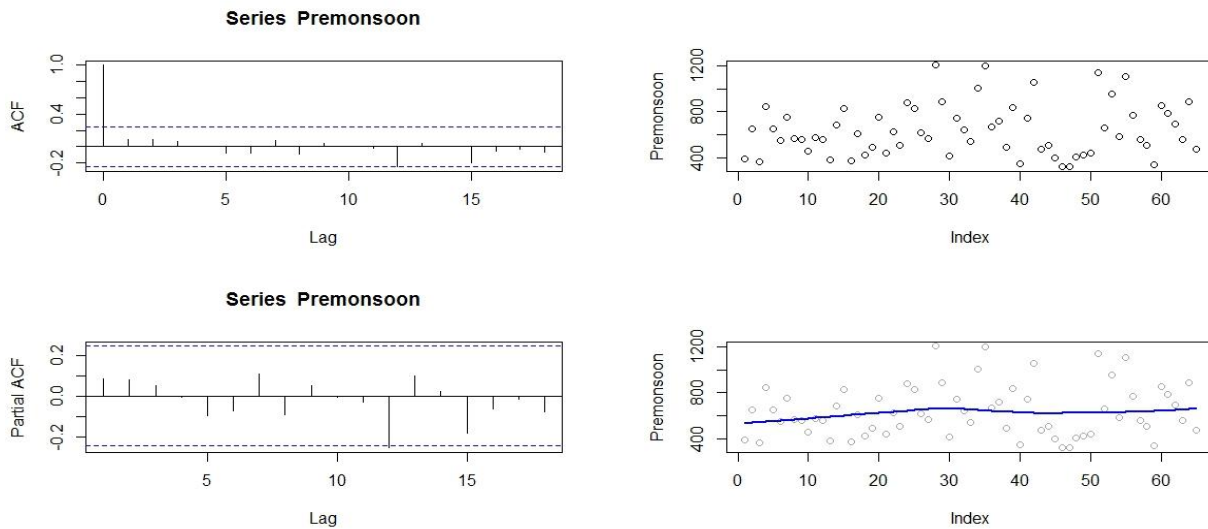 Series Premonsoon
ACF
1.0
0.4
-0.2
0 5 10 15
Lag
Premonsoon
1200
800
400
0 10 20 30 40 50 60
Index
Series Premonsoon
Partial ACF
0.2
0.0
-0.2
5 10 15
Lag
Premonsoon
1200
800
400
0 10 20 30 40 50 60
Index